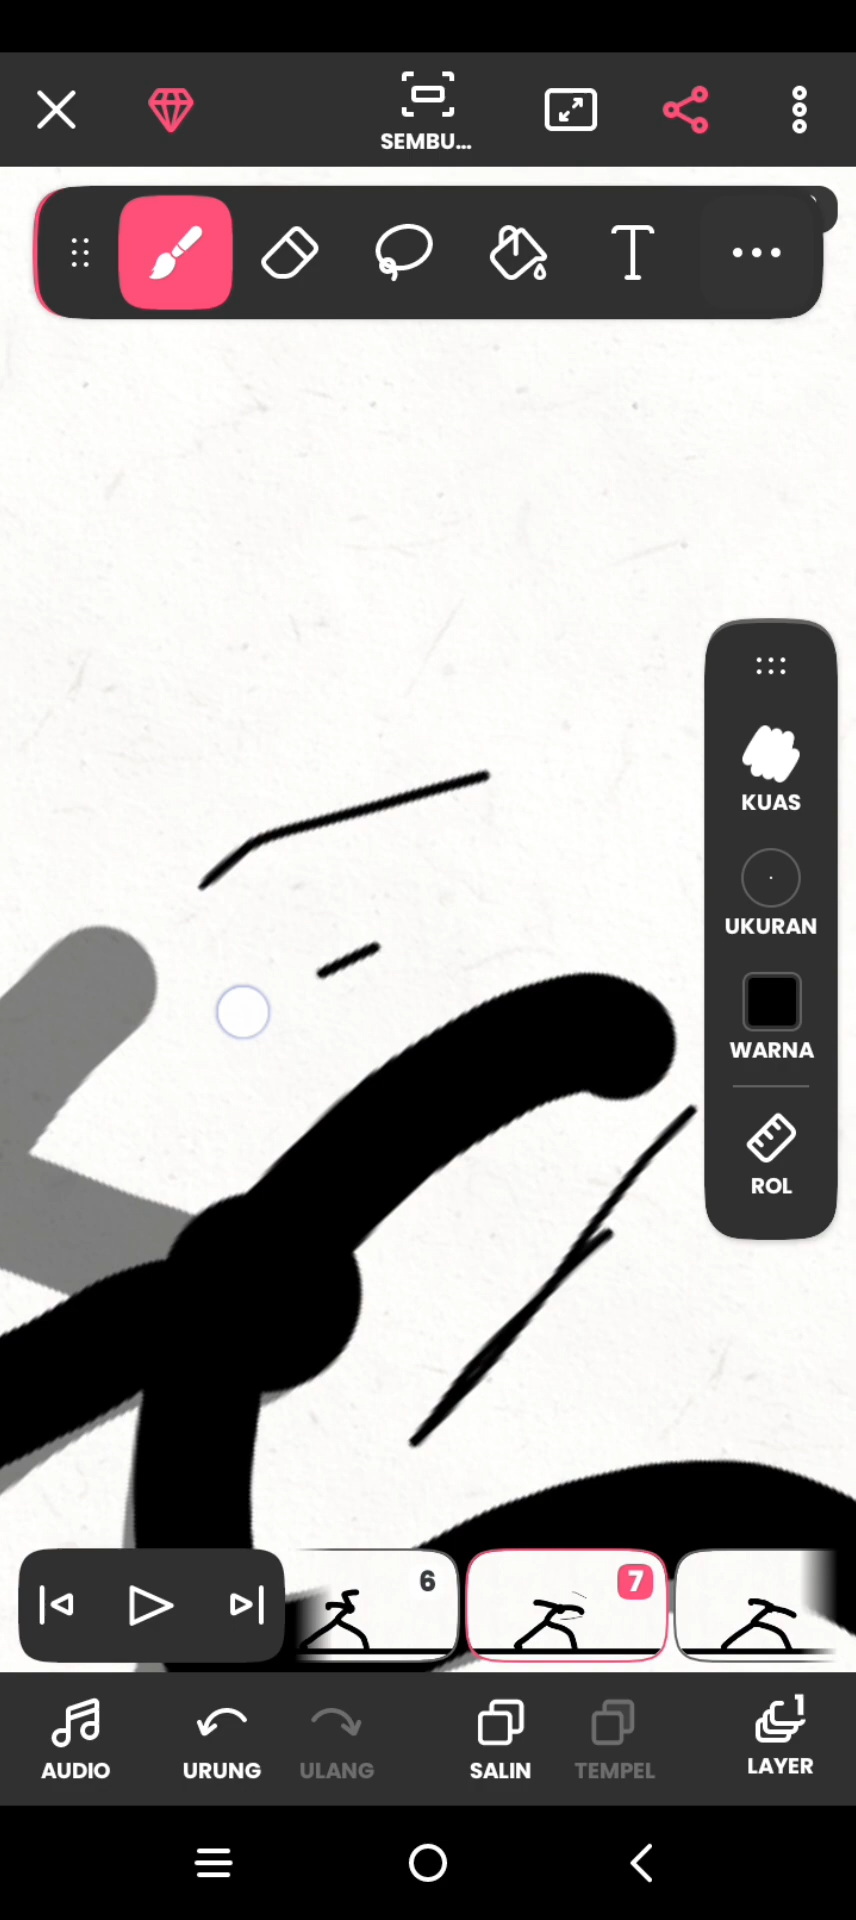 SEMBU...
T
KUAS
UKURAN
WARNA
ROL
6
7
AUDIO
URUNG
ULANG
SALIN
TEMPEL
1
LAYER